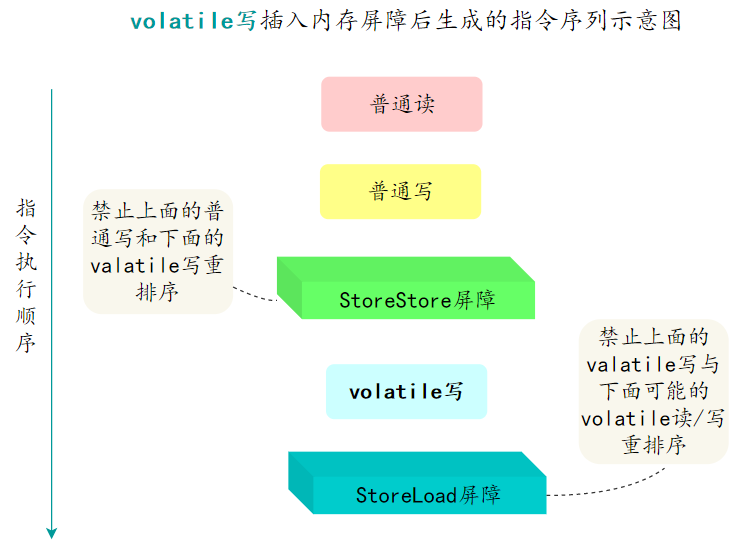 volatile写插入内存屏障后生成的指令序列示意图
普通读
普通写
指令执行顺序
禁止上面的普
通写和下面的
valatile写重
排序
StoreStore屏障
禁止上面的
valatile写与
下面可能的
volatile读/写
重排序
volatile写
StoreLoad屏障